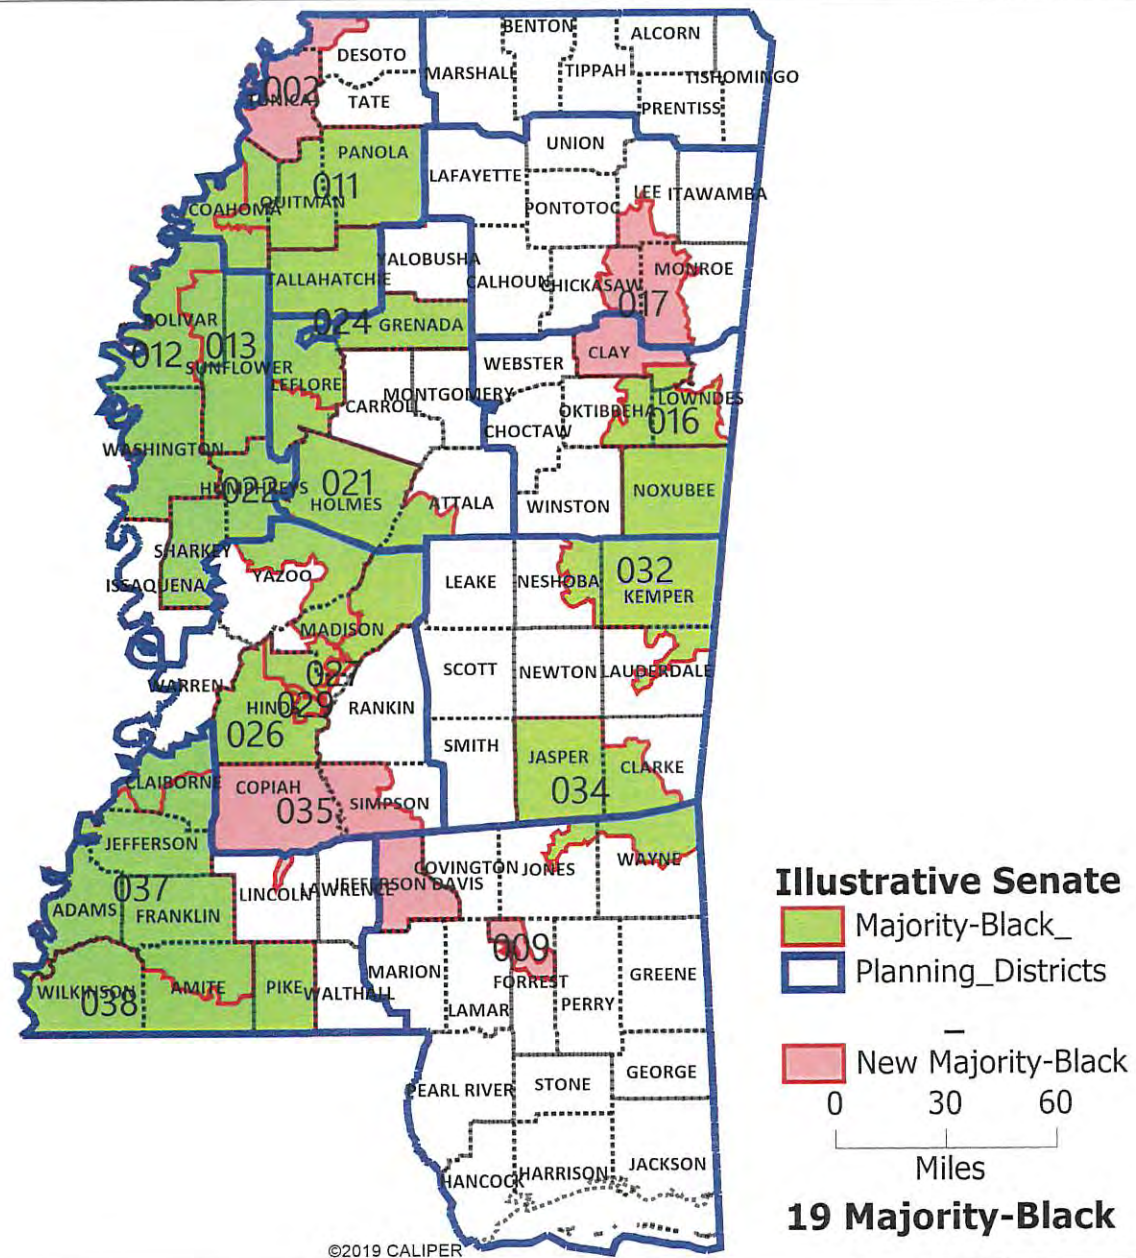 BENTON
ALCORN
DESOTO
MARSHALL
TIPPAH
TISHOMINGO
002
TUNICA
TATE
PRENTISS
UNION
PANOLA
LAFAYETTE
011
QUITMAN
COAHOMA
PONTOTOC
LEE
ITAWAMBA
YALOBUSHA
TALLAHATCHIE
CALHOUN
CHICKASAW
MONROE
017
BOLIVAR
024
GRENADA
012
013
SUNFLOWER
CLAY
WEBSTER
LEFLORE
MONTGOMERY
CARROLL
OKTIBBEHA
LOWNDES
016
CHOCTAW
WASHINGTON
HUMPHREYS
022
021
HOLMES
ATTALA
WINSTON
NOXUBEE
SHARKEY
ISSAQUENA
YAZOO
LEAKE
NESHOBA
032
KEMPER
MADISON
WARREN
027
SCOTT
NEWTON
LAUDERDALE
HINDS
029
RANKIN
026
SMITH
JASPER
CLARKE
CLAIBORNE
COPIAH
035
SIMPSON
034
JEFFERSON
COVINGTON
JONES
WAYNE
LINCOLN
LAWRENCE
JEFFERSON DAVIS
037
ADAMS
FRANKLIN
009
MARION
FORREST
GREENE
WILKINSON
038
AMITE
PIKE
WALTHALL
LAMAR
PERRY
PEARL RIVER
STONE
GEORGE
HANCOCK
HARRISON
JACKSON
©2019 CALIPER
Illustrative Senate
Majority-Black_
Planning_Districts
_
New Majority-Black
0 30 60
Miles
19 Majority-Black